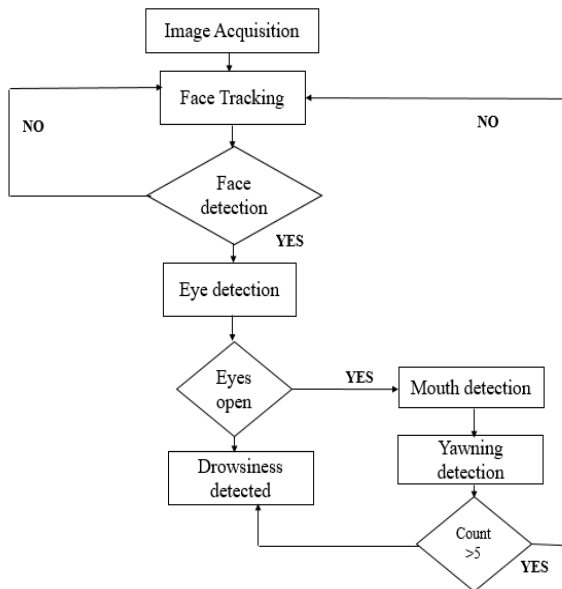 Image Acquisition
Face Tracking
NO
NO
Face
detection
YES
Eye detection
Eyes
open
YES
Mouth detection
Drowsiness
detected
Yawning
detection
Count
>5
YES